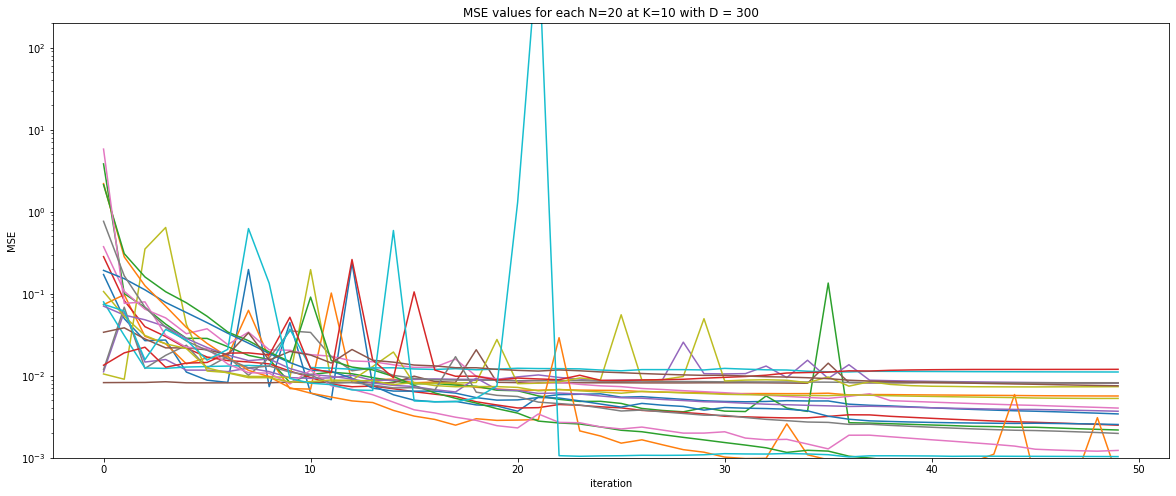 MSE values for each N=20 at K=10 with D = 300
MSE
10²
10¹
10⁰
10⁻¹
10⁻²
10⁻³
0 10 20 30 40 50
iteration